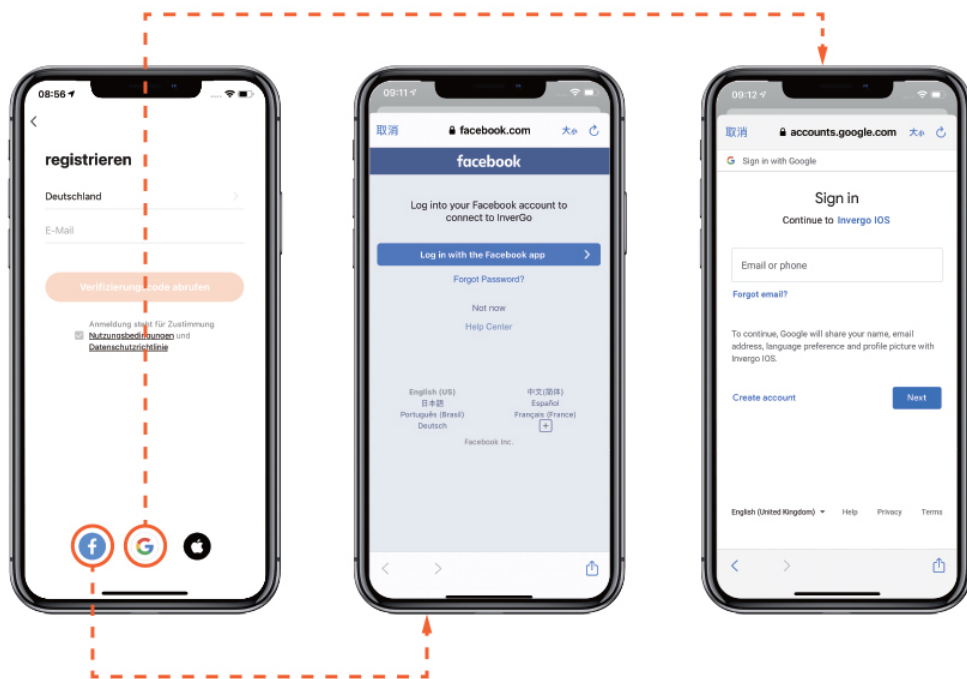 08:56
registrieren
Deutschland
E-Mail
Verifizierungscode abrufen
Anmeldung steht für Zustimmung
Nutzungsbedingungen und
Datenschutzrichtlinie
09:11
取消
facebook.com
大小
facebook
Log into your Facebook account to
connect to InverGo
Log in with the Facebook app
Forgot Password?
Not now
Help Center
English (US)
中文(简体)
日本語
Español
Português (Brasil)
Français (France)
Deutsch
Facebook Inc.
09:12
取消
accounts.google.com
大小
Sign in with Google
Sign in
Continue to Invergo IOS
Email or phone
Forgot email?
To continue, Google will share your name, email
address, language preference and profile picture with
Invergo IOS.
Create account
Next
English (United Kingdom)
Help
Privacy
Terms